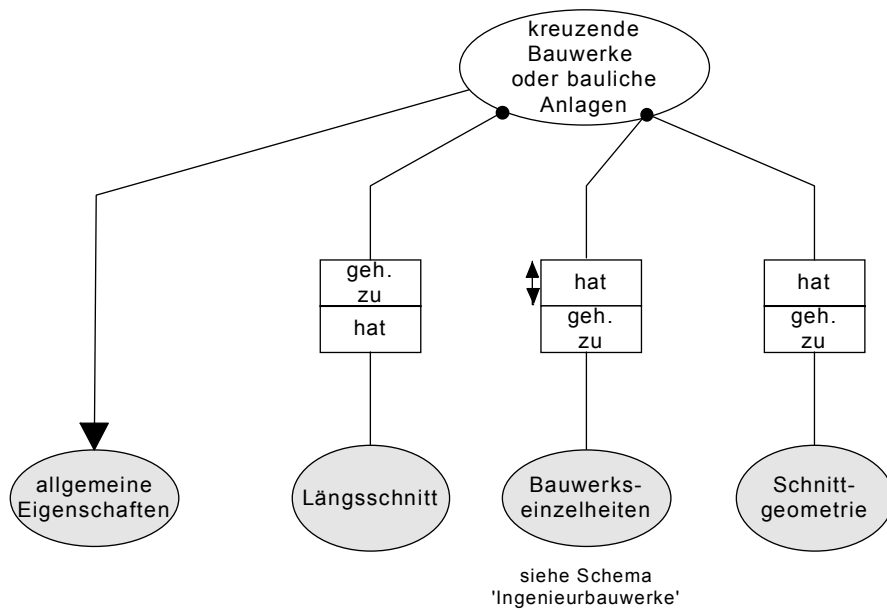 kreuzende
Bauwerke
oder bauliche
Anlagen
geh.
zu
hat
hat
geh.
zu
hat
geh.
zu
allgemeine
Eigenschaften
Längsschnitt
Bauwerks-
einzelheiten
Schnitt-
geometrie
siehe Schema
'Ingenieurbauwerke'